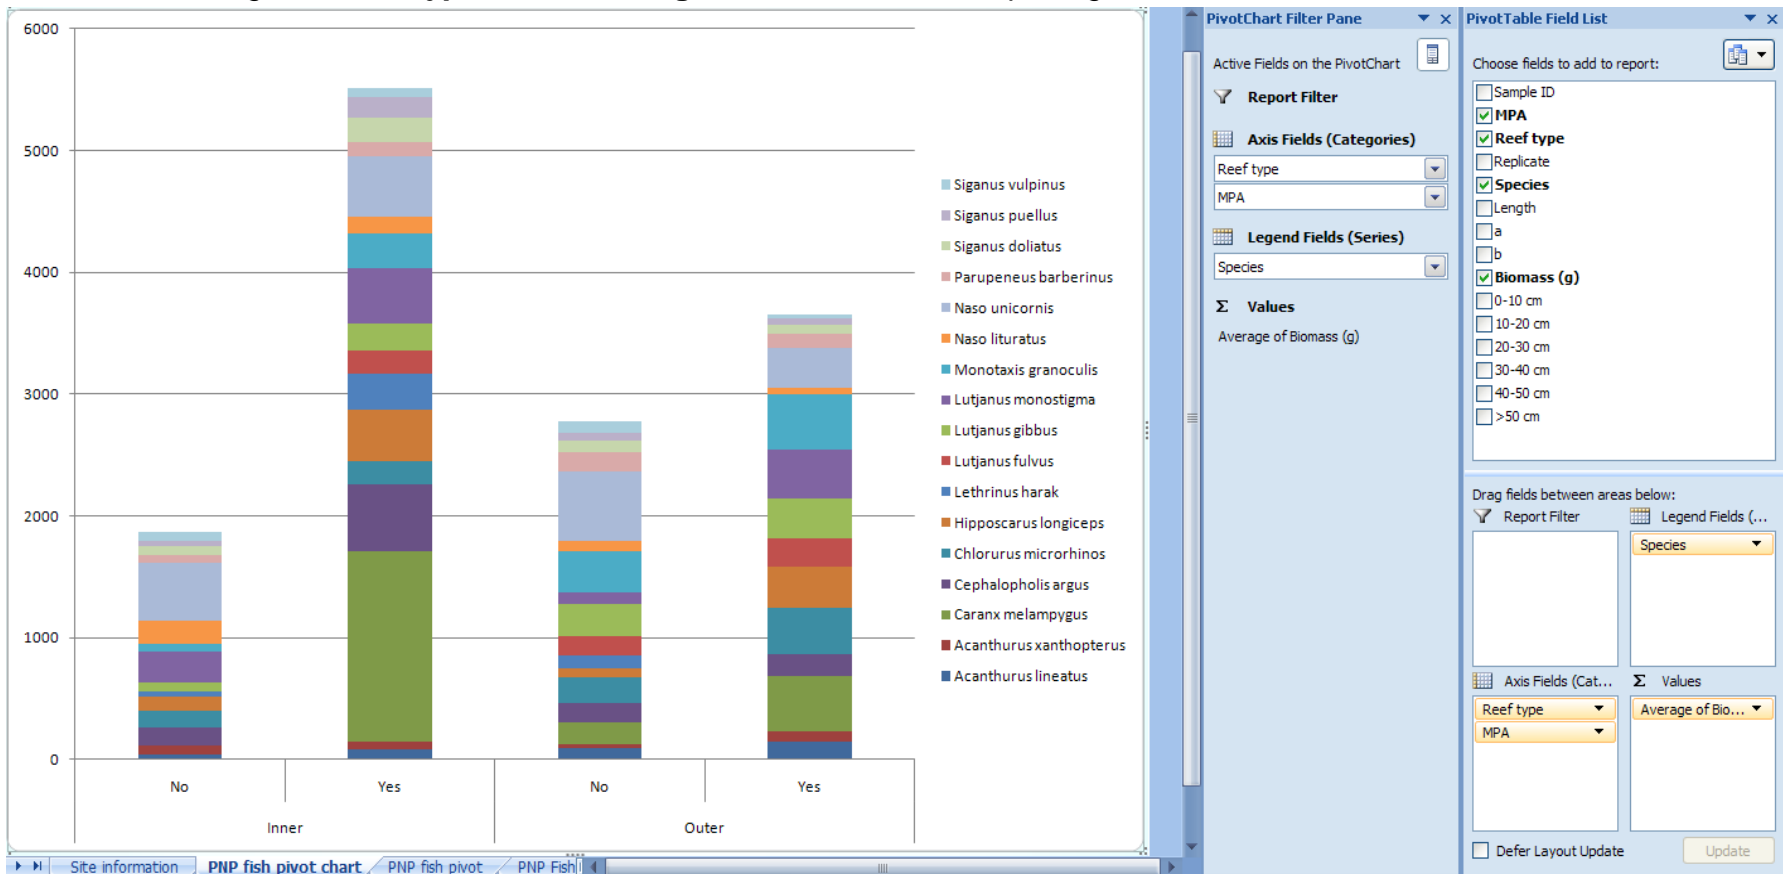 6000
5000
4000
3000
2000
1000
0
No
Yes
No
Yes
Inner
Outer
Siganus vulpinus
Siganus puellus
Siganus doliatus
Parupeneus barberinus
Naso unicornis
Naso lituratus
Monotaxis granoculis
Lutjanus monostigma
Lutjanus gibbus
Lutjanus fulvus
Lethrinus harak
Hipposcarus longiceps
Chlorurus microrhinos
Cephalopholis argus
Caranx melampygus
Acanthurus xanthopterus
Acanthurus lineatus
Site information
PNP fish pivot chart
PNP fish pivot
PNP Fish
PivotChart Filter Pane
Active Fields on the PivotChart
Report Filter
Axis Fields (Categories)
Reef type
MPA
Legend Fields (Series)
Species
Σ Values
Average of Biomass (g)
PivotTable Field List
Choose fields to add to report:
Sample ID
MPA
Reef type
Replicate
Species
Length
a
b
Biomass (g)
0-10 cm
10-20 cm
20-30 cm
30-40 cm
40-50 cm
>50 cm
Drag fields between areas below:
Report Filter
Legend Fields (...
Species
Axis Fields (Cat...
Reef type
MPA
Σ Values
Average of Bio...
Defer Layout Update
Update